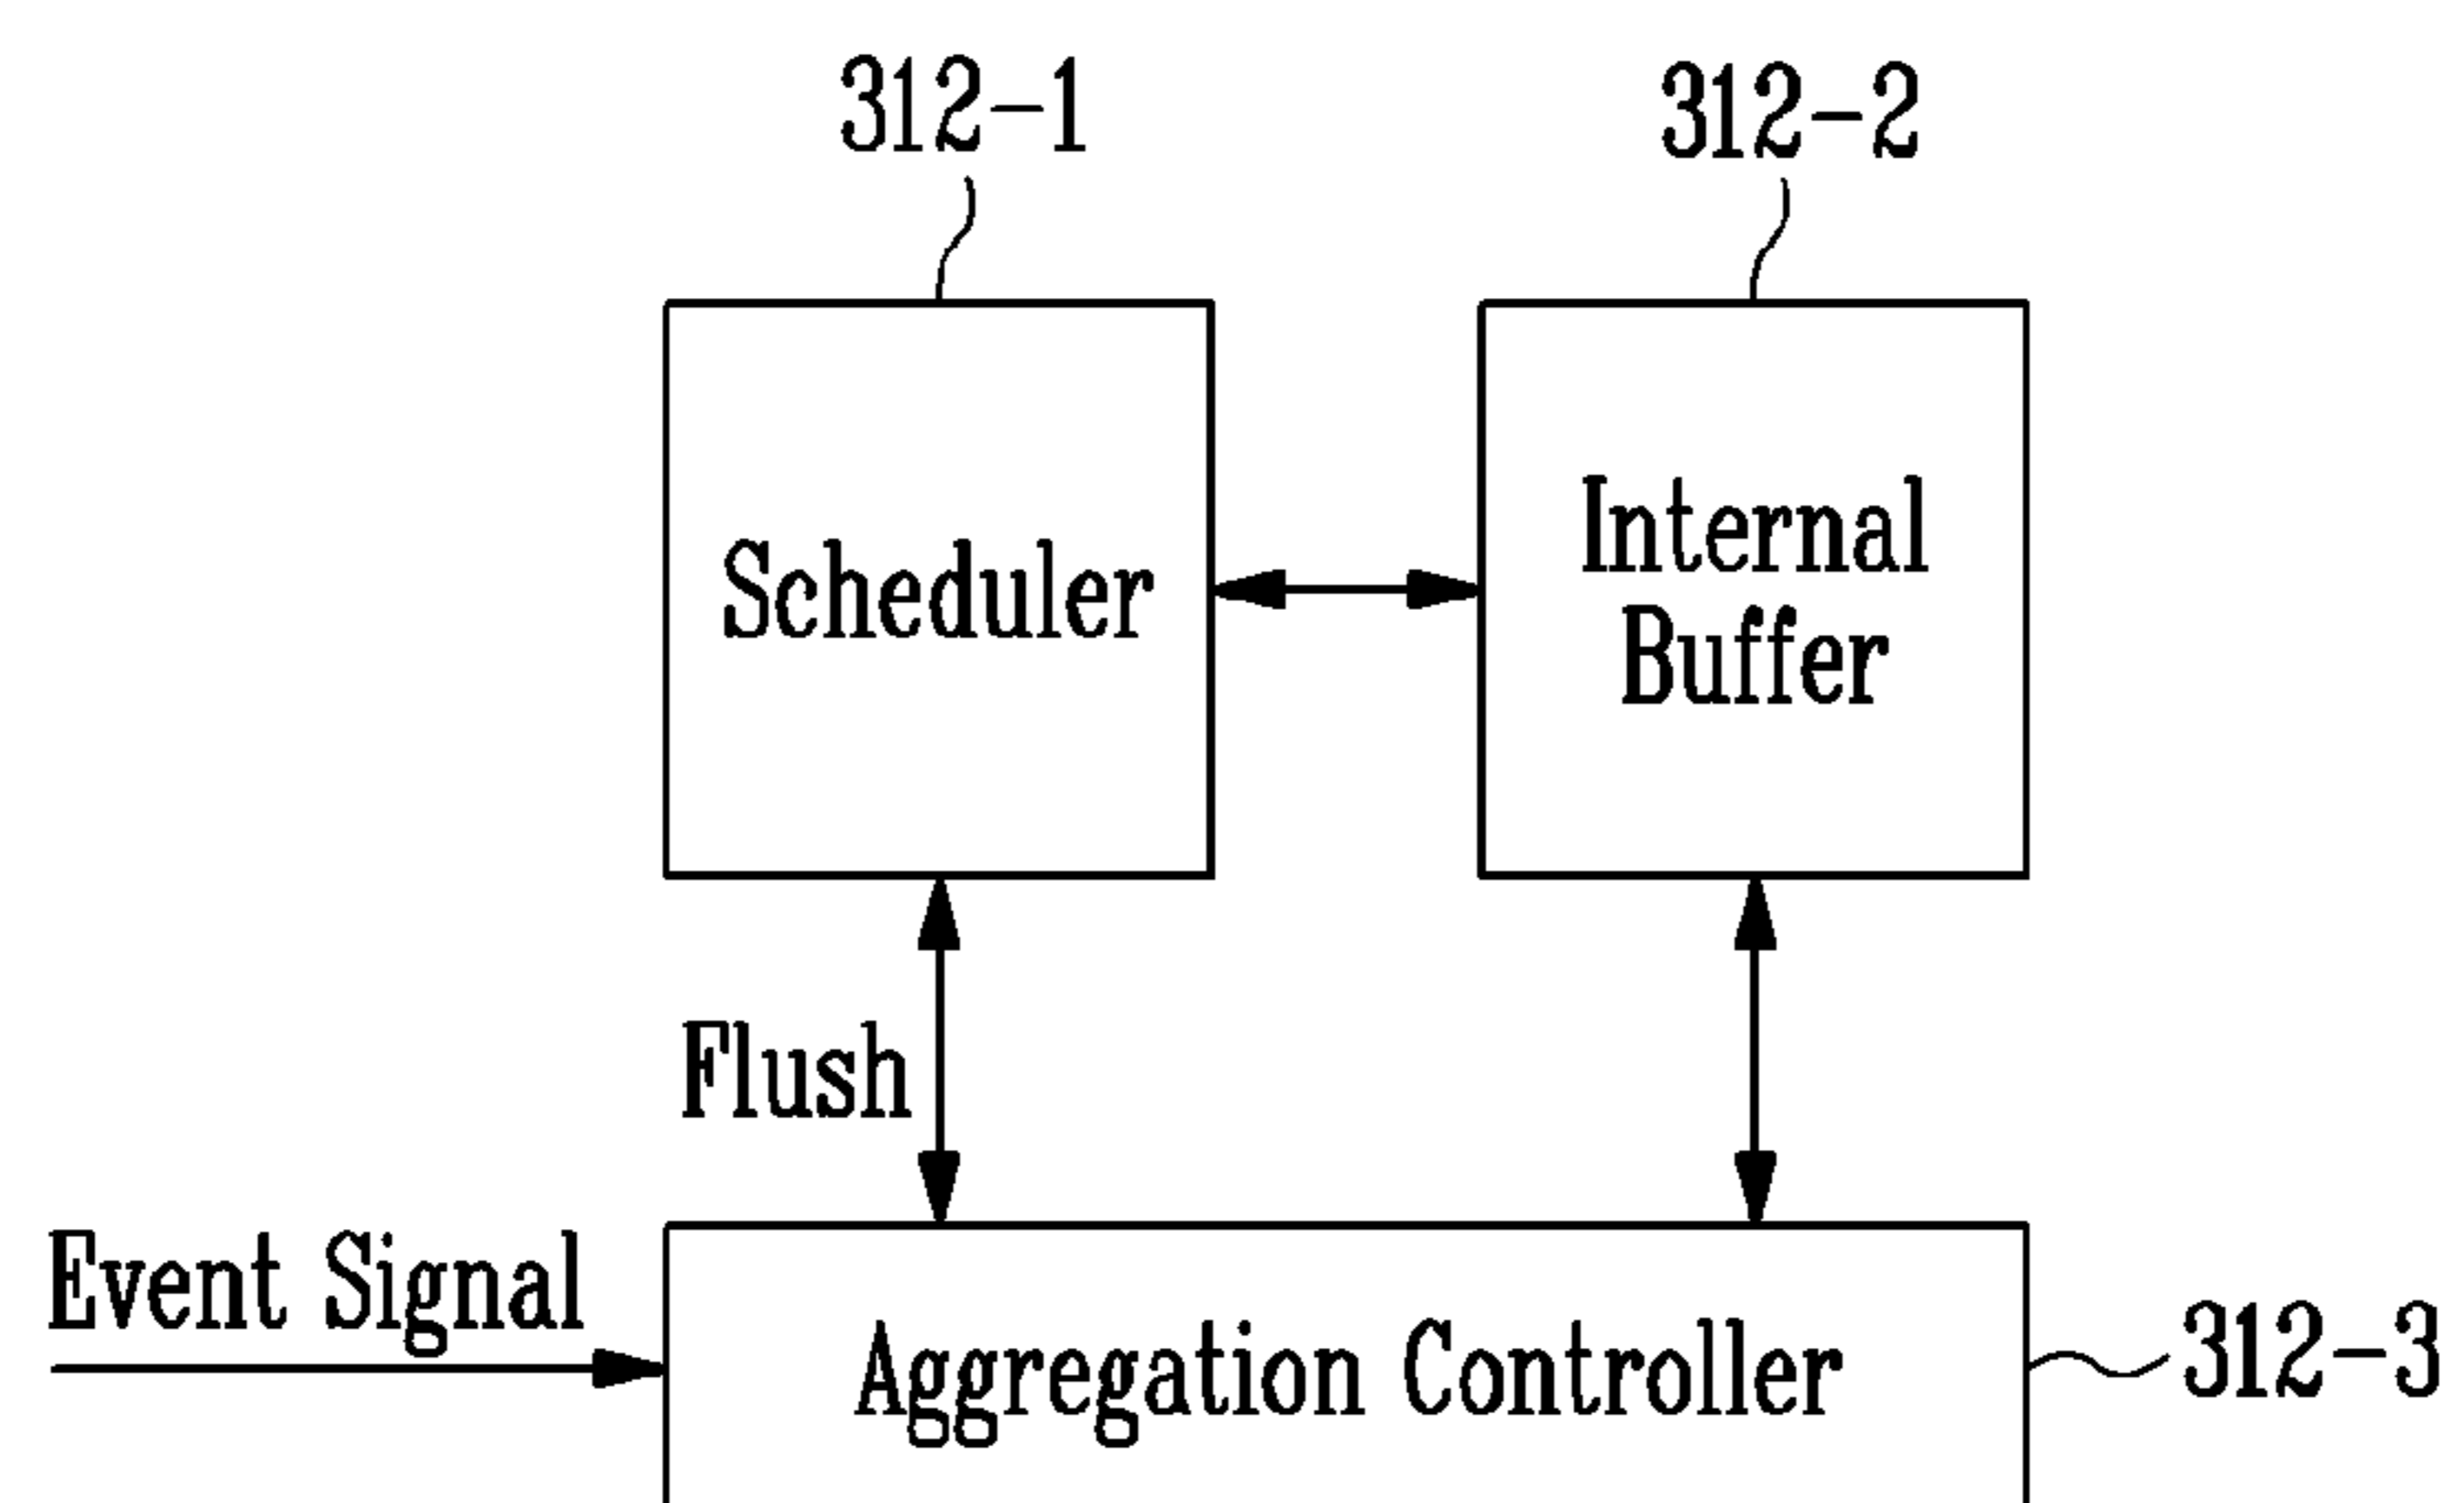 312-1
312-2
Scheduler
Internal
Buffer
Flush
Event Signal
Aggregation Controller
312-3